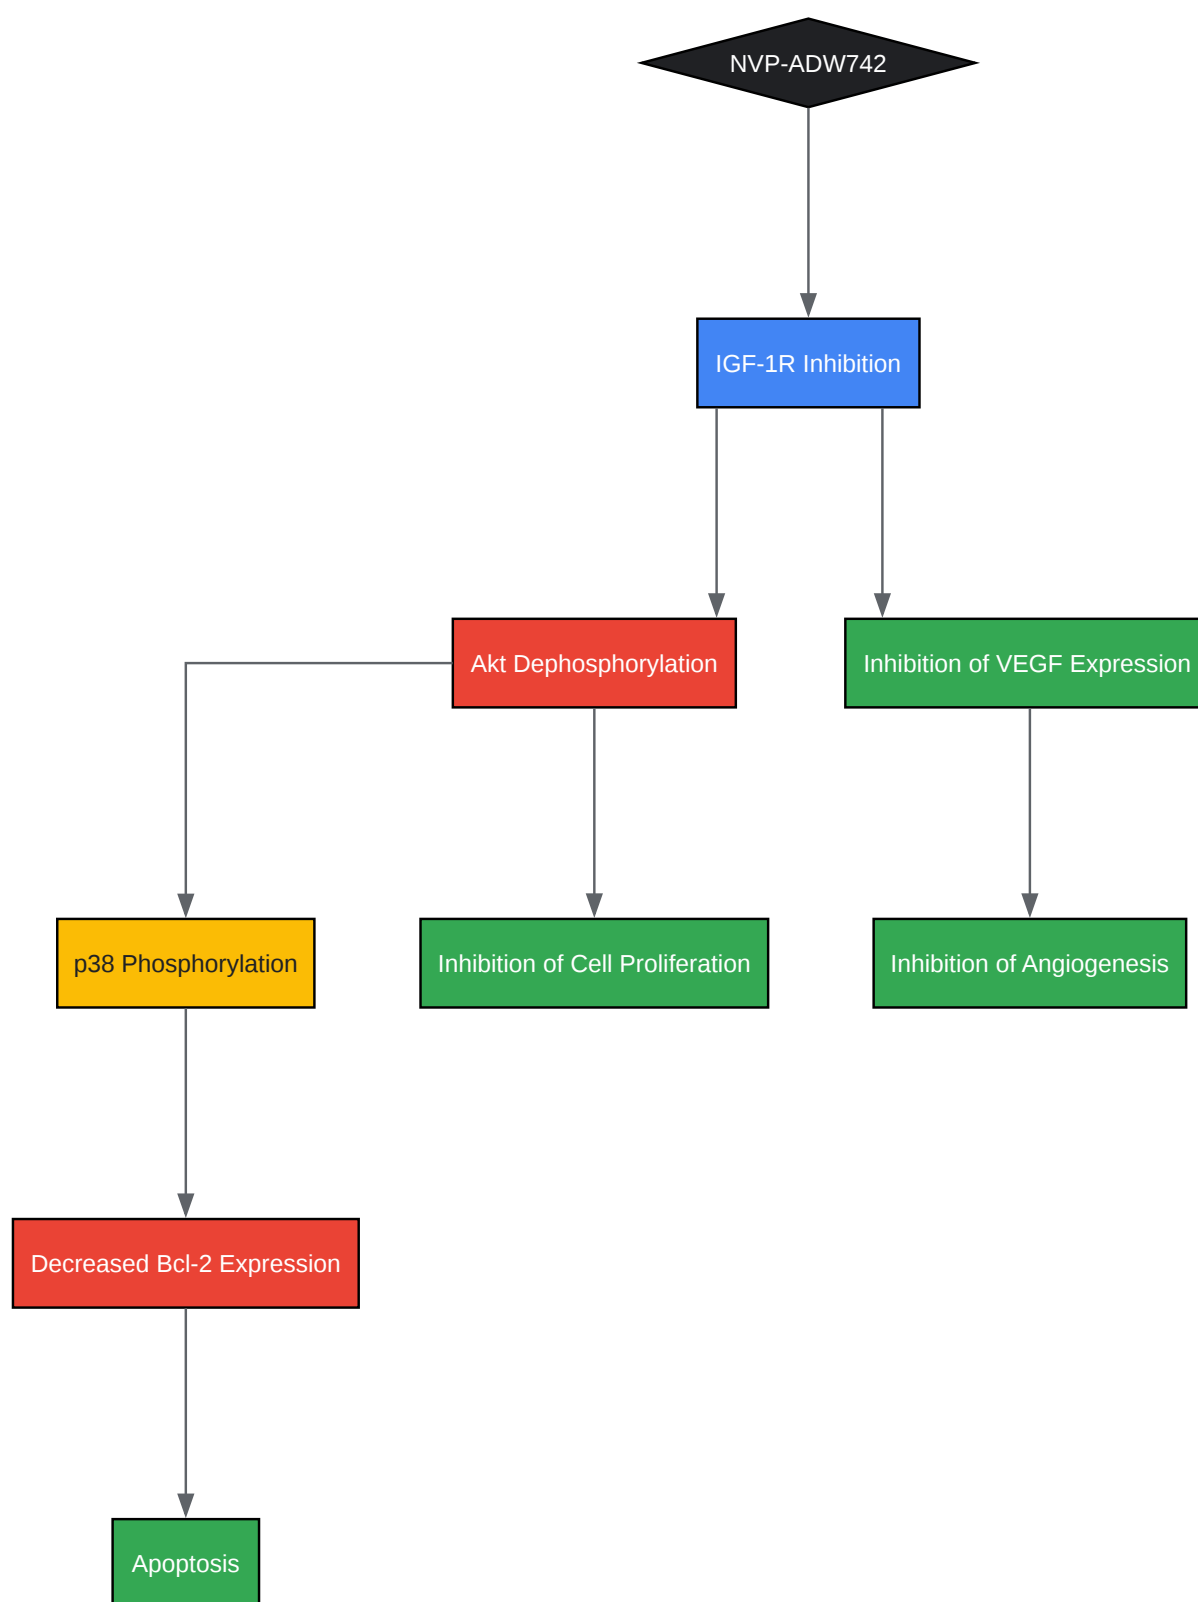 NVP-ADW742
IGF-1R Inhibition
Akt Dephosphorylation
Inhibition of VEGF Expression
p38 Phosphorylation
Inhibition of Cell Proliferation
Inhibition of Angiogenesis
Decreased Bcl-2 Expression
Apoptosis